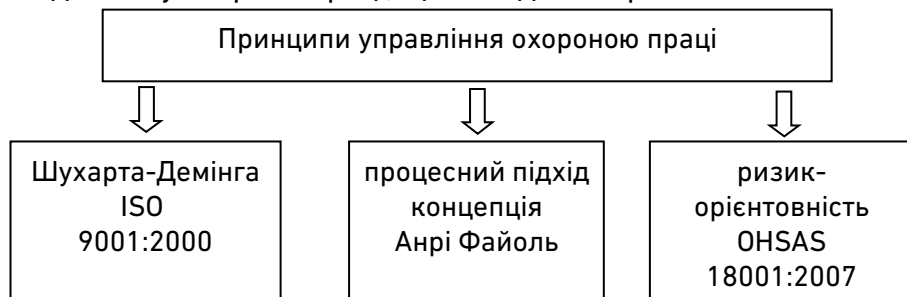 Принципи управління охороною праці
Шухарта-Демінга
ISO
9001:2000
процесний підхід
концепція
Анрі Файоль
ризик-
орієнтовність
OHSAS
18001:2007